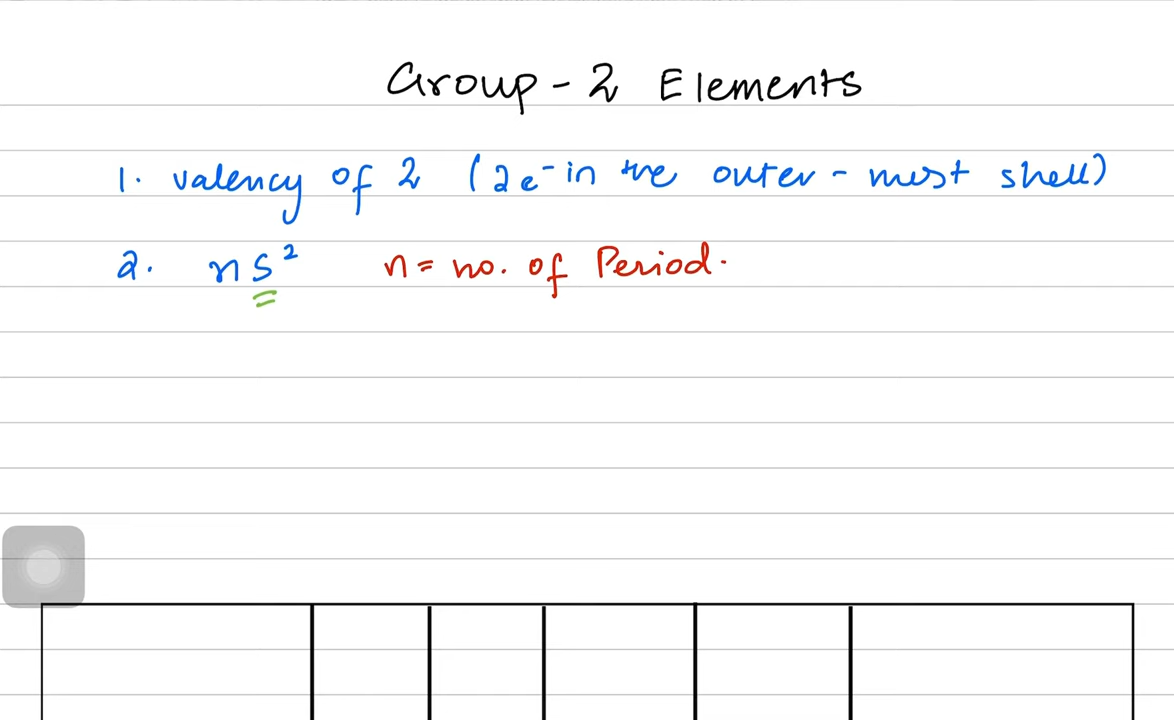 Group - 2 Elements
1. valency of 2 (2e⁻ in the outer - most shell)
2. ns² n = no. of Period.